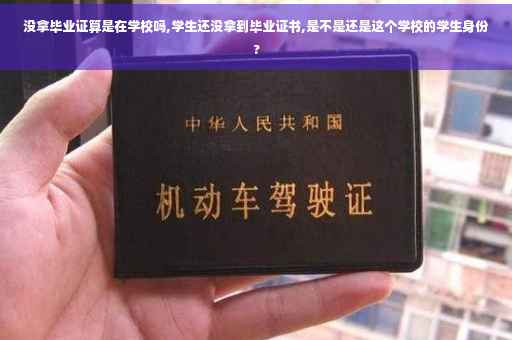 没拿毕业证算是在学校吗,学生还没拿到毕业证书,是不是还是这个学校的学生身份
?
中华人民共和国
机动车驾驶证